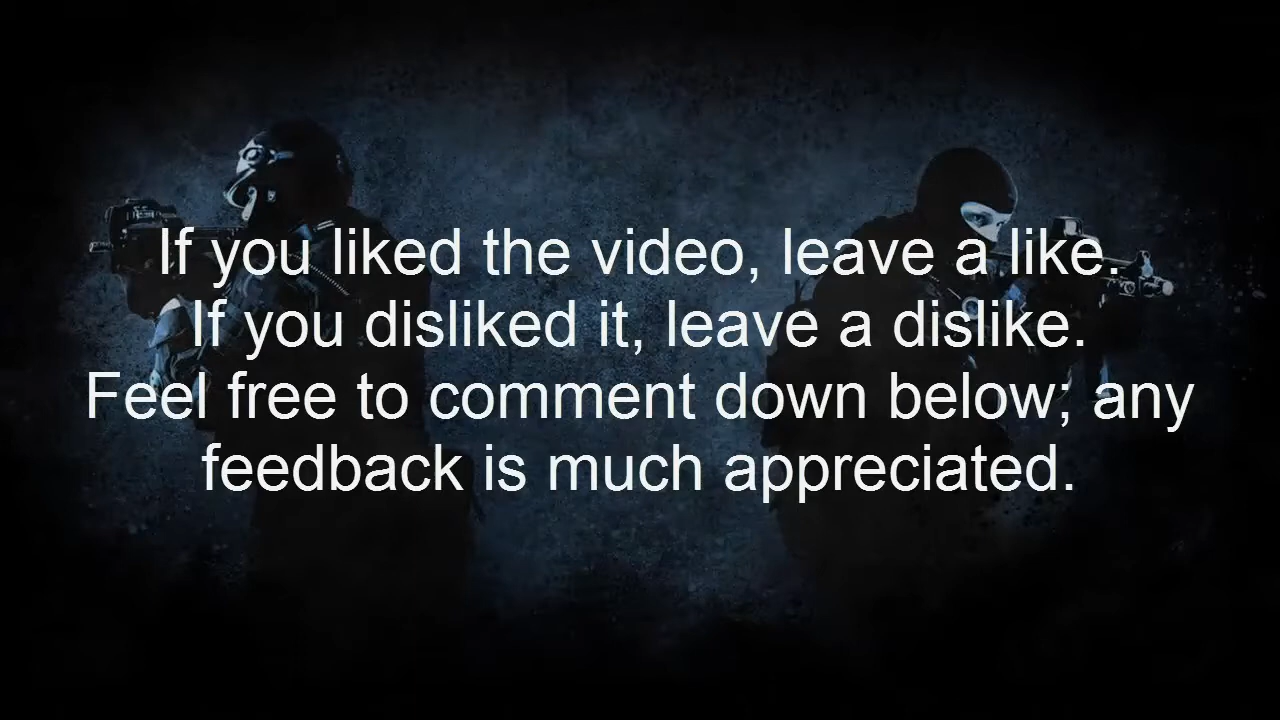 If you liked the video, leave a like.
If you disliked it, leave a dislike.
Feel free to comment down below; any
feedback is much appreciated.